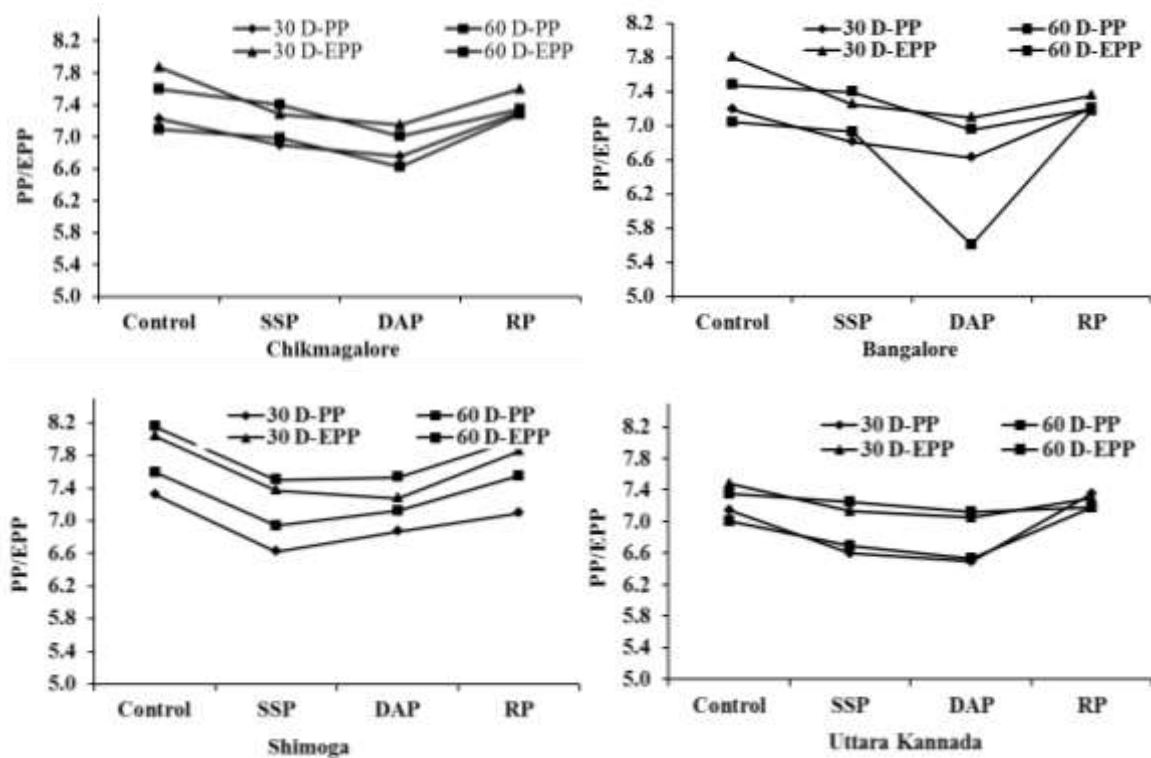 30 D-PP 60 D-PP
30 D-EPP 60 D-EPP
8.2
7.8
7.4
7.0
6.6
6.2
5.8
5.4
5.0
PP/EPP
Control SSP DAP RP
Chikmagalore
30 D-PP 60 D-PP
30 D-EPP 60 D-EPP
8.2
7.8
7.4
7.0
6.6
6.2
5.8
5.4
5.0
PP/EPP
Control SSP DAP RP
Bangalore
30 D-PP 60 D-PP
30 D-EPP 60 D-EPP
8.2
7.8
7.4
7.0
6.6
6.2
5.8
5.4
5.0
PP/EPP
Control SSP DAP RP
Shimoga
30 D-PP 60 D-PP
30 D-EPP 60 D-EPP
8.2
7.8
7.4
7.0
6.6
6.2
5.8
5.4
5.0
PP/EPP
Control SSP DAP RP
Uttara Kannada